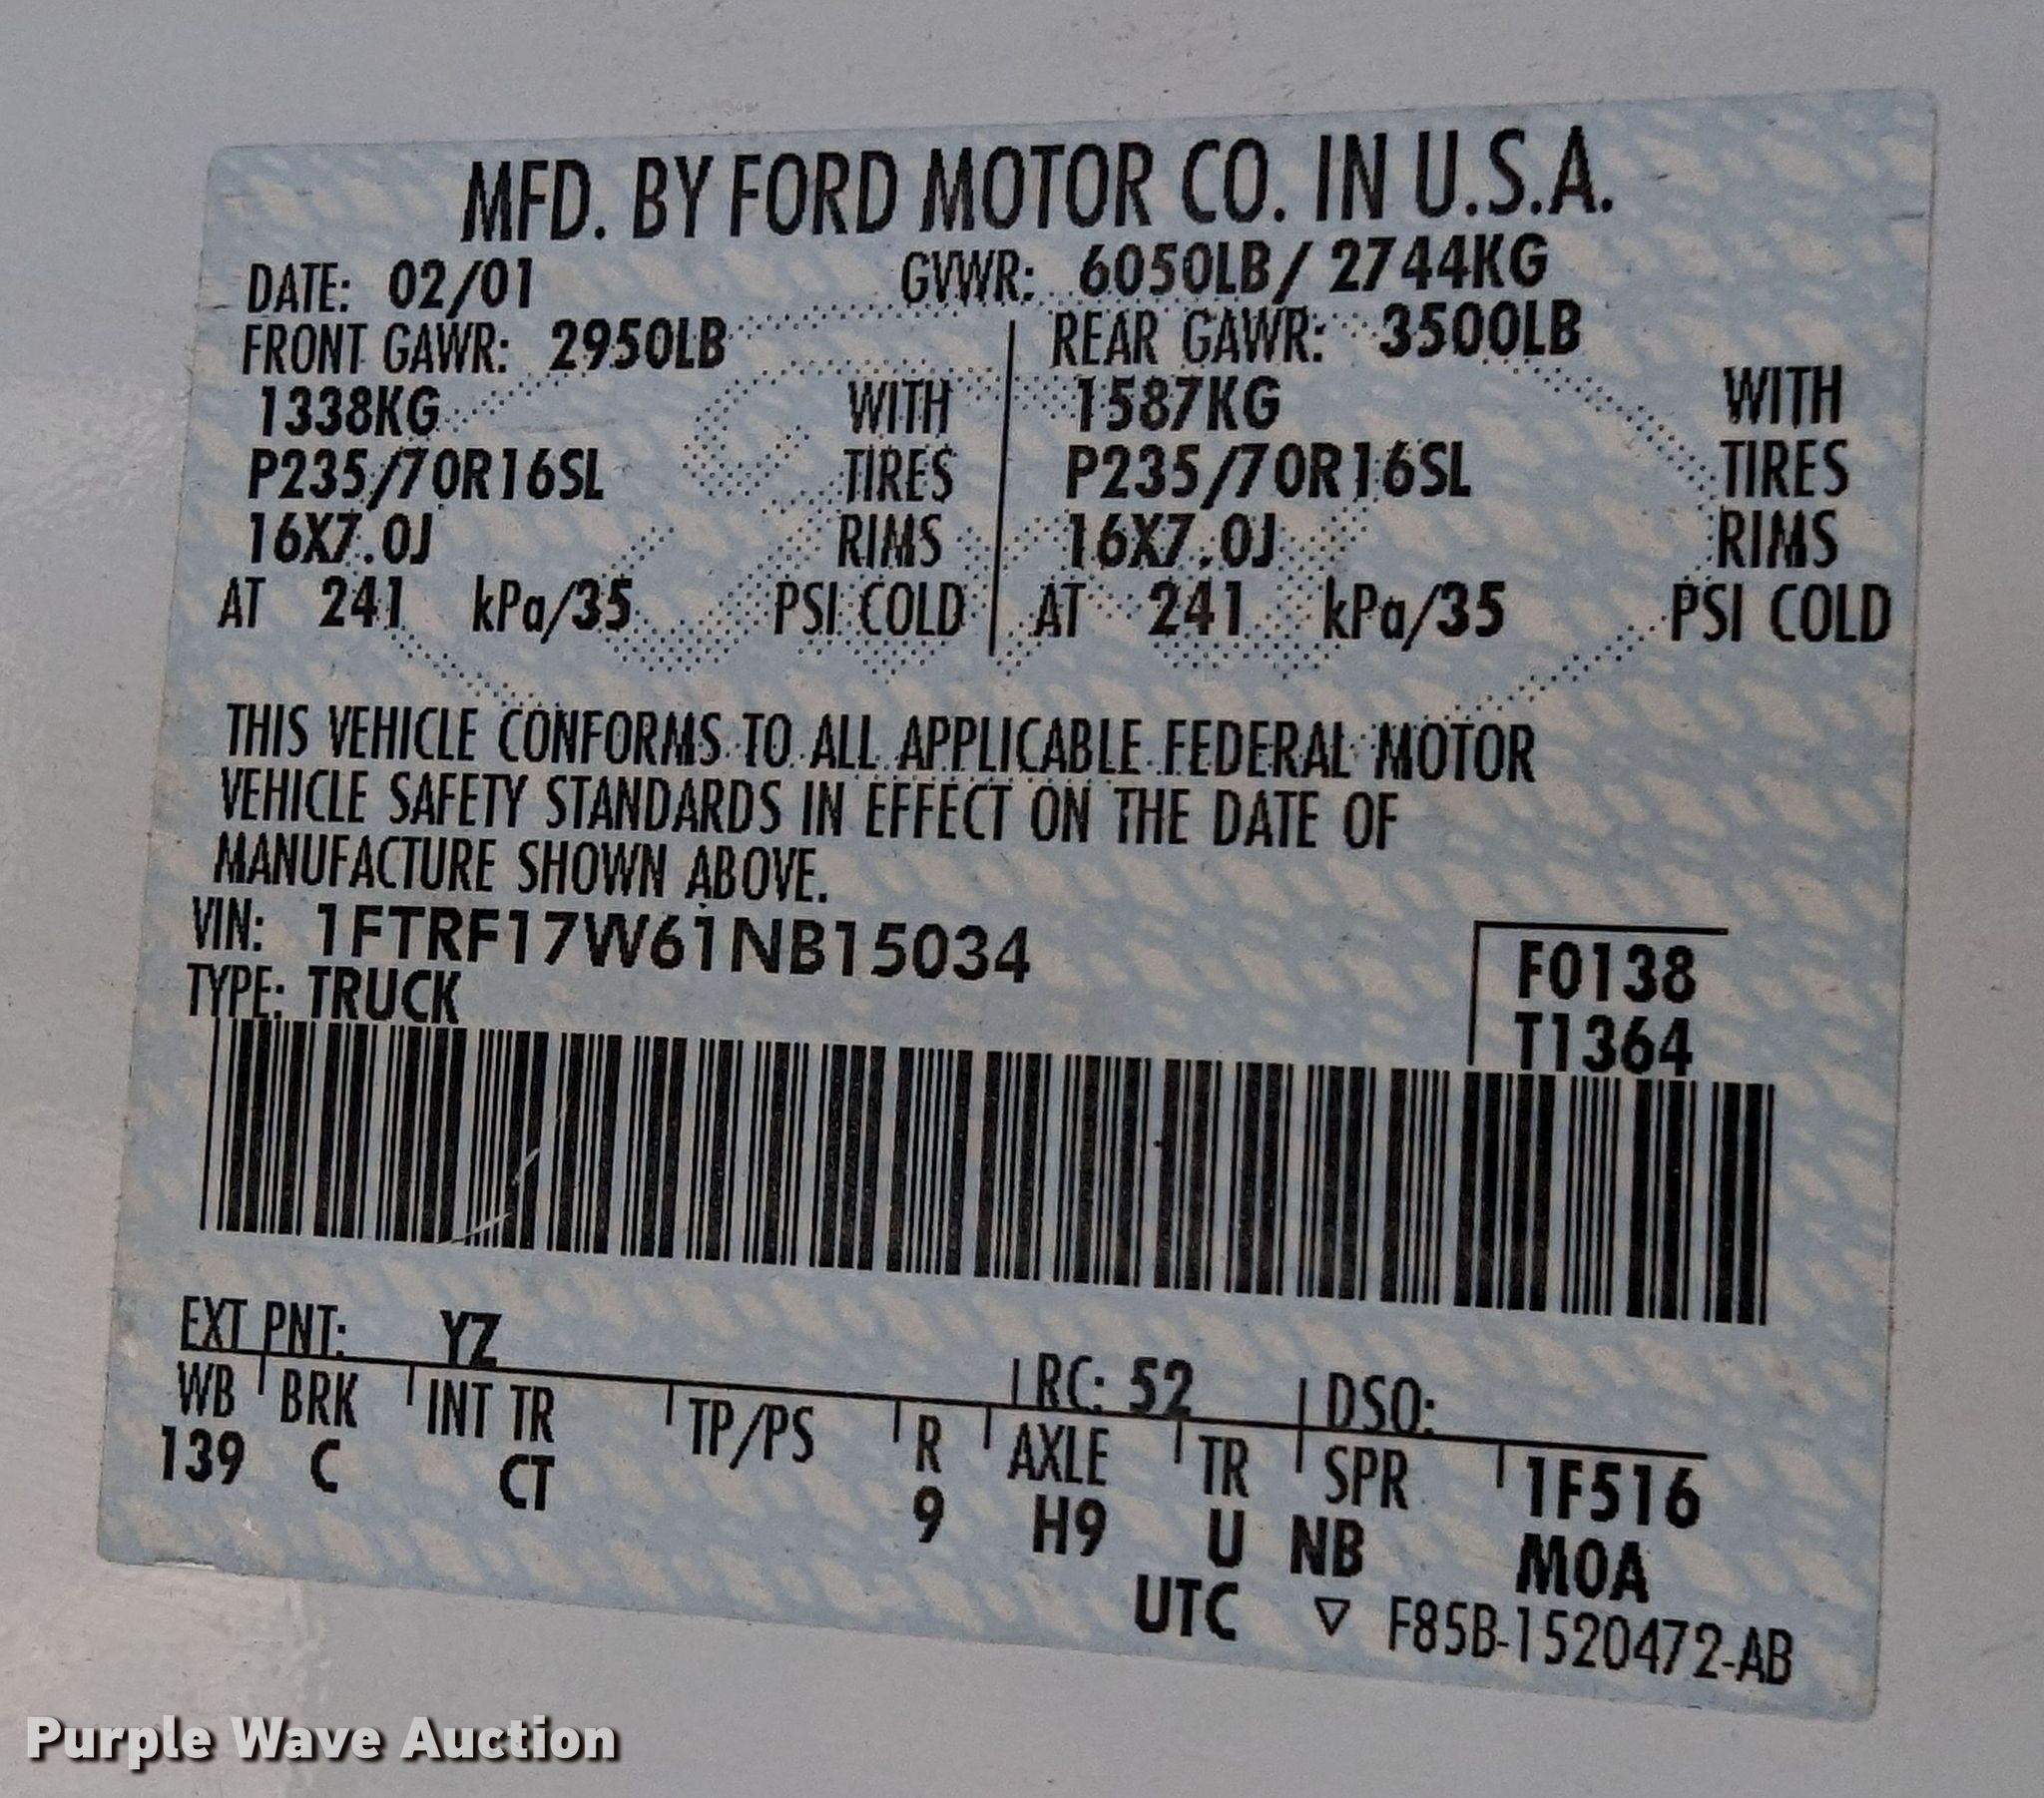 MFD. BY FORD MOTOR CO. IN U.S.A.
DATE: 02/01 GVWR: 6050LB/ 2744KG
FRONT GAWR: 2950LB REAR GAWR: 3500LB
1338KG WITH 1587KG WITH
P235/70R16SL TIRES P235/70R16SL TIRES
16X7.0J RIMS 16X7.0J RIMS
AT 241 kPa/35 PSI COLD AT 241 kPa/35 PSI COLD
THIS VEHICLE CONFORMS TO ALL APPLICABLE FEDERAL MOTOR
VEHICLE SAFETY STANDARDS IN EFFECT ON THE DATE OF
MANUFACTURE SHOWN ABOVE.
VIN: 1FTRF17W61NB15034 F0138
TYPE: TRUCK T1364
EXT PNT: YZ RC: 52 DSO:
WB BRK INT TR TP/PS R AXLE TR SPR 1F516
139 C CT 9 H9 U NB M0A
UTC ▽ F85B-1520472-AB
Purple Wave Auction